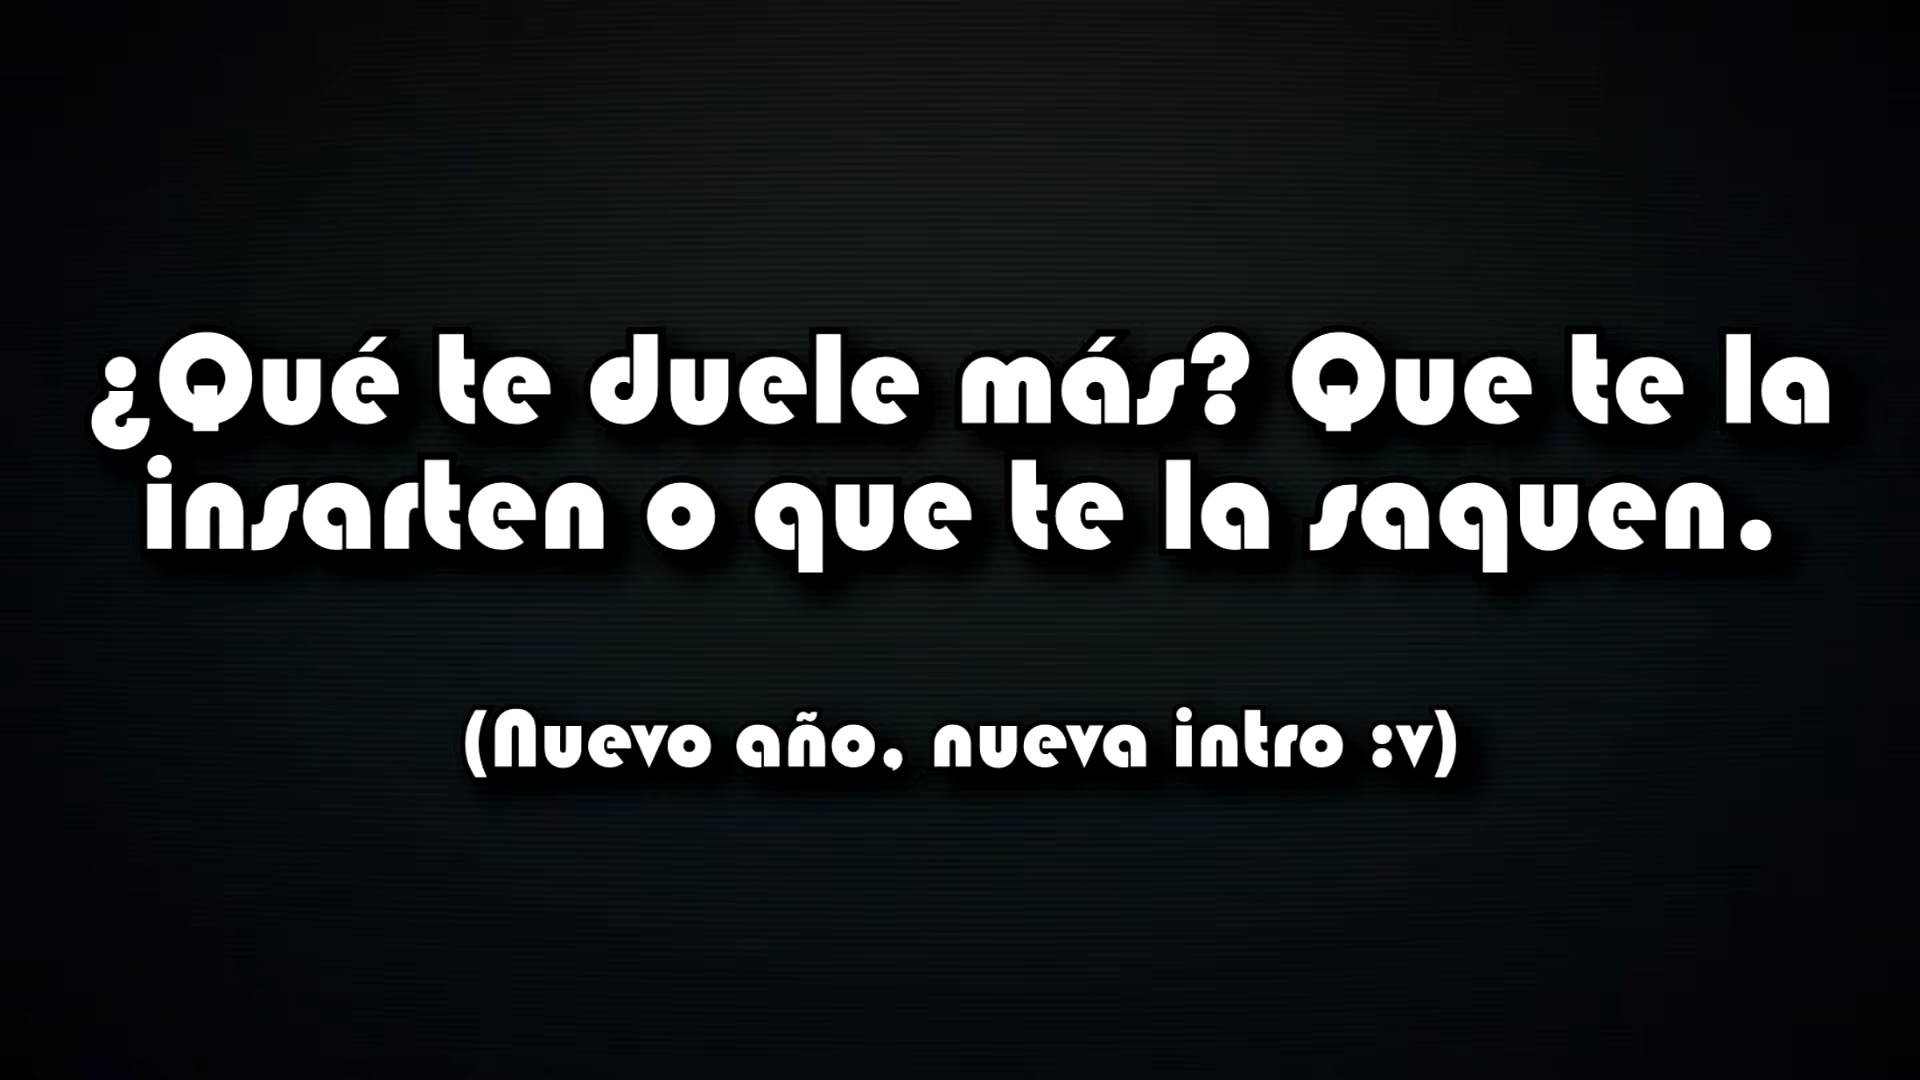 ¿Qué te duele más? Que te la
insarten o que te la saquen.
(Nuevo año, nueva intro :v)